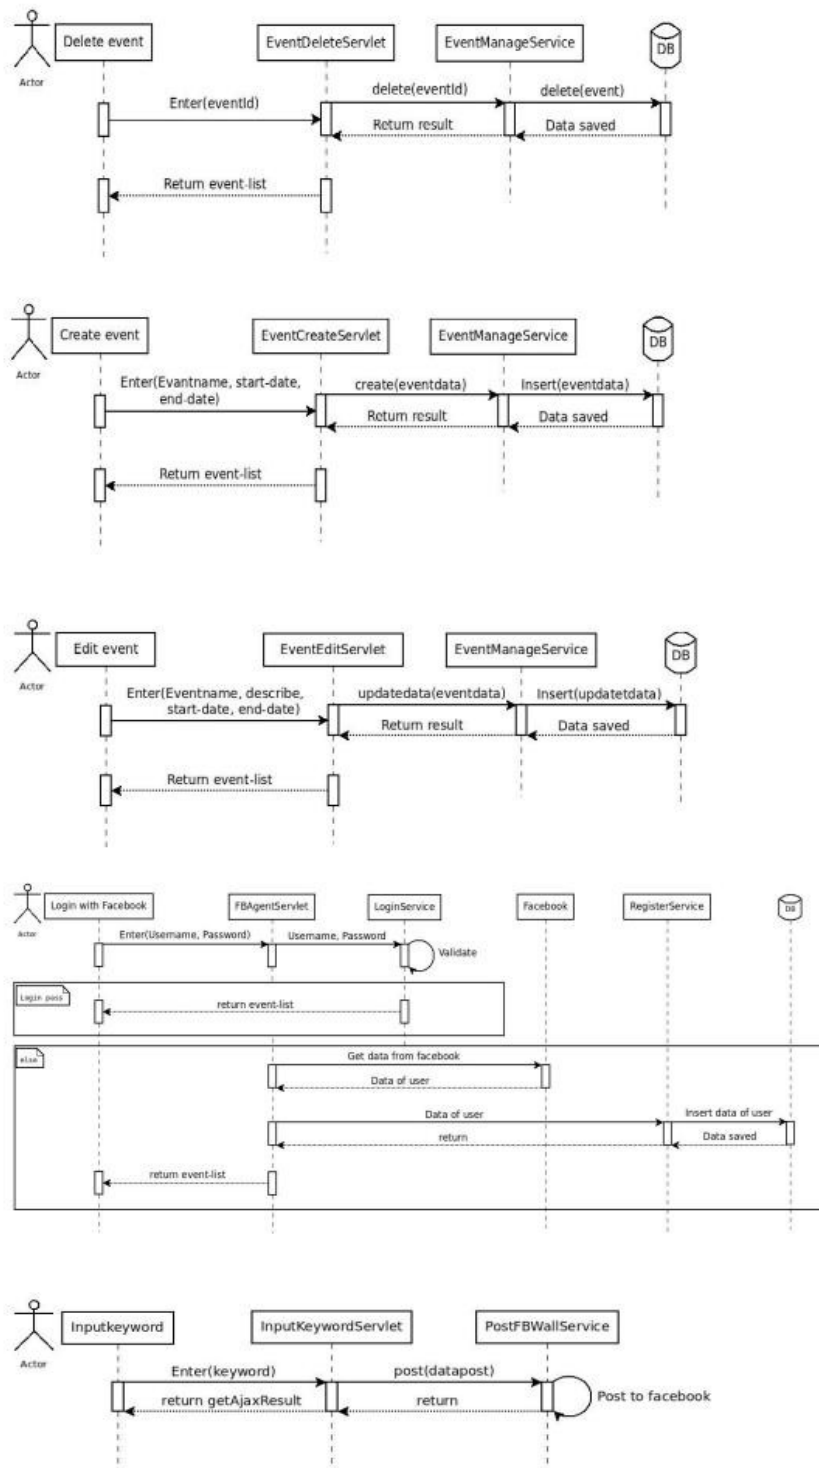 Delete event
EventDeleteServlet
EventManageService
DB
Actor
Enter(eventId)
delete(eventId)
delete(event)
Return result
Data saved
Return event-list
Create event
EventCreateServlet
EventManageService
DB
Actor
Enter(Evantname, start-date,
end-date)
create(eventdata)
Insert(eventdata)
Return result
Data saved
Return event-list
Edit event
EventEditServlet
EventManageService
DB
Actor
Enter(Eventname, describe,
start-date, end-date)
updatedata(eventdata)
Insert(updatetdata)
Return result
Data saved
Return event-list
Login with Facebook
FBAgentServlet
LoginService
Facebook
RegisterService
DB
Actor
Enter(Username, Password)
Username, Password
Validate
Login pass
return event-list
else
Get data from facebook
Data of user
Data of user
Insert data of user
return
Data saved
return event-list
Inputkeyword
InputKeywordServlet
PostFBWallService
Actor
Enter(keyword)
post(datapost)
return getAjaxResult
return
Post to facebook